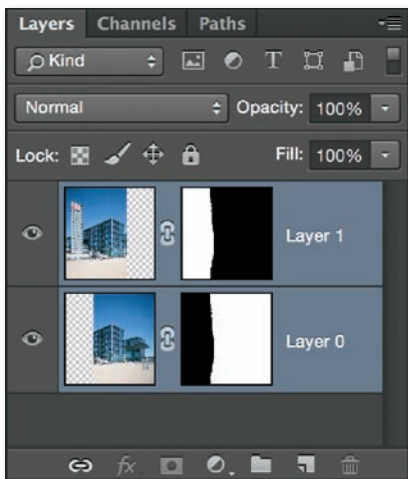 Layers Channels Paths
Kind T
Normal Opacity: 100%
Lock: Fill: 100%
Layer 1
Layer 0
fx.